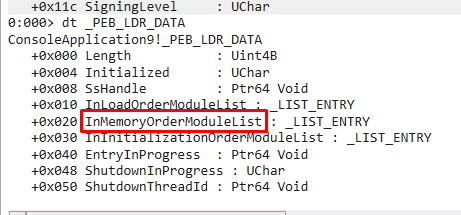 +0x11c SigningLevel : UChar
0:000> dt _PEB_LDR_DATA
ConsoleApplication9!_PEB_LDR_DATA
+0x000 Length : Uint4B
+0x004 Initialized : UChar
+0x008 SsHandle : Ptr64 Void
+0x010 InLoadOrderModuleList : _LIST_ENTRY
+0x020 InMemoryOrderModuleList : _LIST_ENTRY
+0x030 InInitializationOrderModuleList : _LIST_ENTRY
+0x040 EntryInProgress : Ptr64 Void
+0x048 ShutdownInProgress : UChar
+0x050 ShutdownThreadId : Ptr64 Void